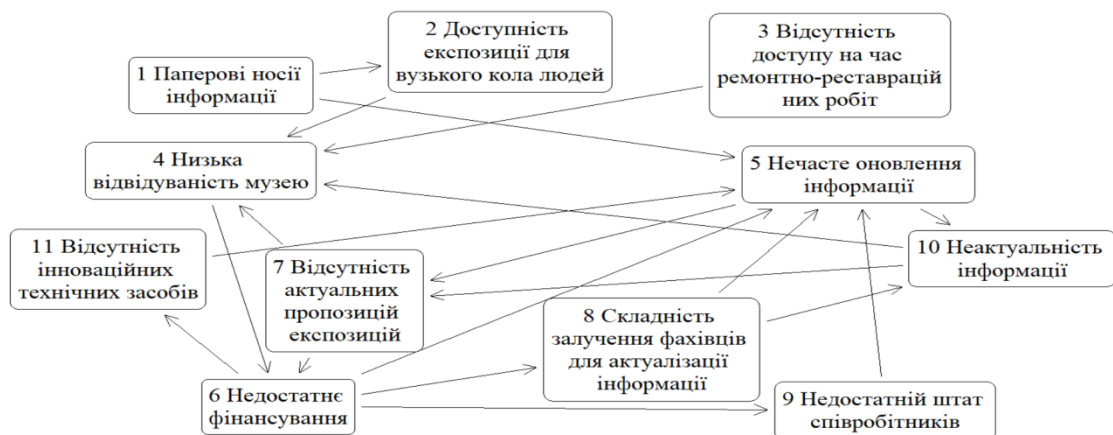 1 Паперові носії
інформації
2 Доступність
експозиції для
вузького кола людей
3 Відсутність
доступу на час
ремонтно-реставрацій
них робіт
4 Низька
відвідуваність музею
5 Нечасте оновлення
інформації
11 Відсутність
інноваційних
технічних засобів
7 Відсутність
актуальних
пропозицій
експозицій
10 Неактуальність
інформації
8 Складність
залучення фахівців
для актуалізації
інформації
6 Недостатнє
фінансування
9 Недостатній штат
співробітників